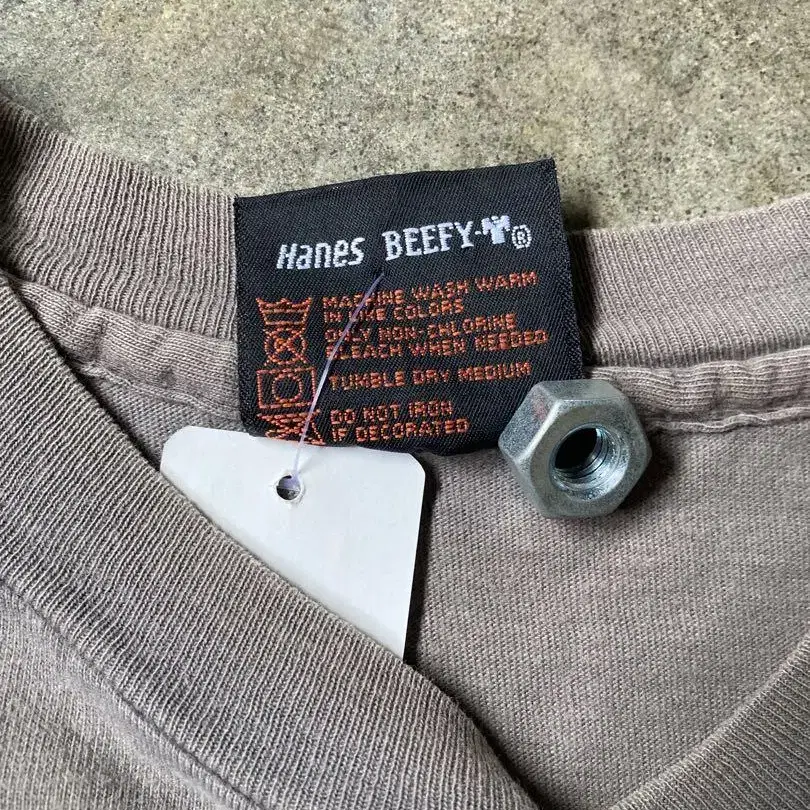 Hanes BEEFY-T®
MACHINE WASH WARM
IN LIKE COLORS
ONLY NON-CHLORINE
BLEACH WHEN NEEDED
TUMBLE DRY MEDIUM
DO NOT IRON
IF DECORATED